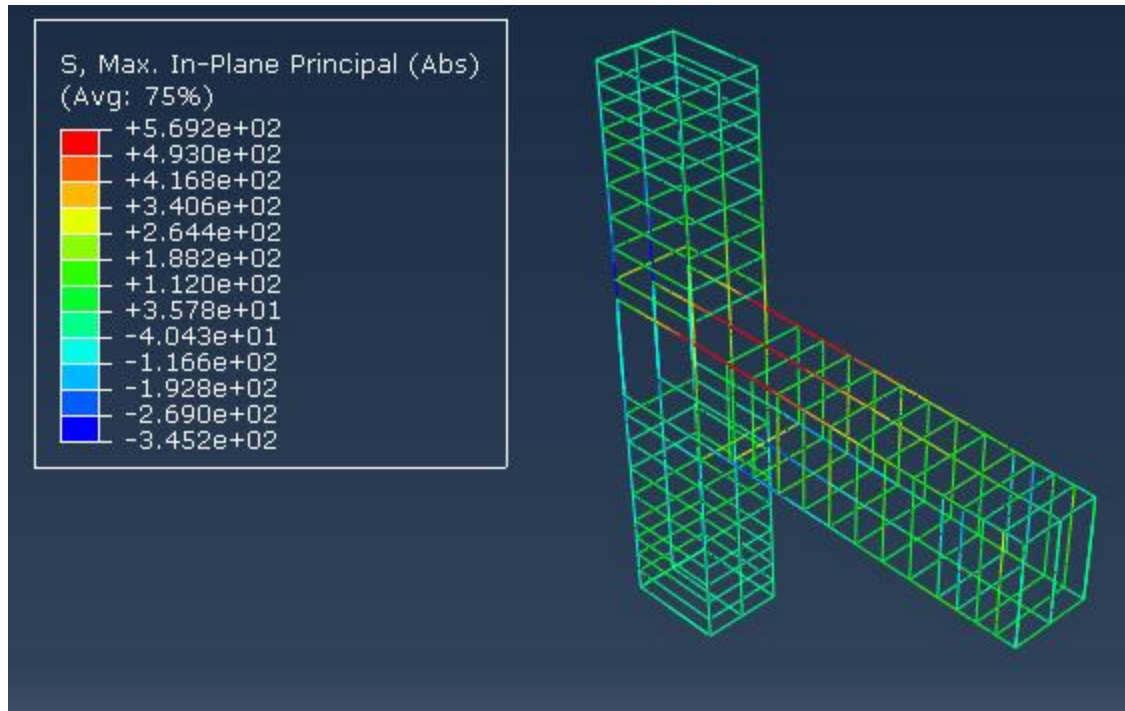 S, Max. In-Plane Principal (Abs)
(Avg: 75%)
+5.692e+02
+4.930e+02
+4.168e+02
+3.406e+02
+2.644e+02
+1.882e+02
+1.120e+02
+3.578e+01
-4.043e+01
-1.166e+02
-1.928e+02
-2.690e+02
-3.452e+02